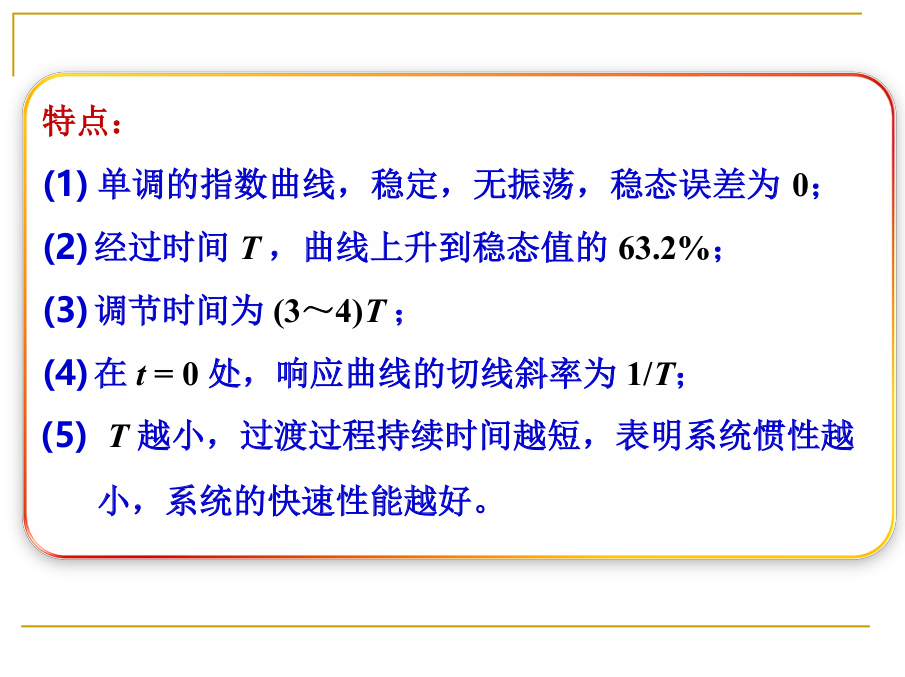 特点：
(1) 单调的指数曲线，稳定，无振荡，稳态误差为 0；
(2) 经过时间 T ，曲线上升到稳态值的 63.2%；
(3) 调节时间为 (3～4)T ；
(4) 在 t = 0 处，响应曲线的切线斜率为 1/T；
(5) T 越小，过渡过程持续时间越短，表明系统惯性越
小，系统的快速性能越好。